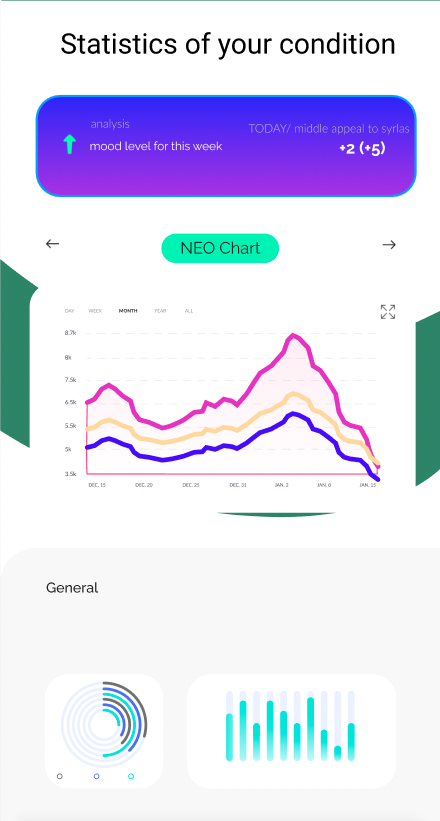 Statistics of your condition
analysis
TODAY/ middle appeal to syrlas
mood level for this week
+2 (+5)
NEO Chart
DAY WEEK MONTH YEAR ALL
8.7k
8k
7.5k
6.5k
5.5k
5k
3.5k
DEC. 15 DEC. 20 DEC.25 DEC. 31 JAN. 2 JAN. 8 JAN. 15
General